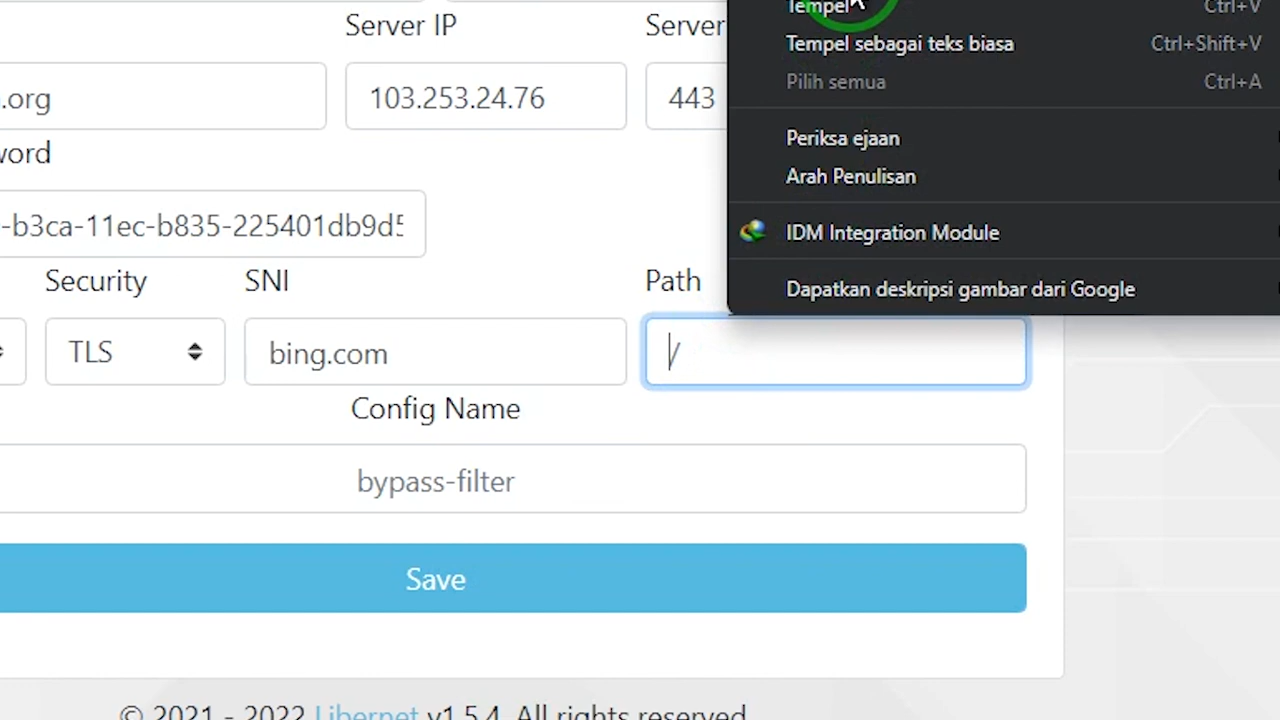 Server IP
Server
.org
103.253.24.76
443
word
-b3ca-11ec-b835-225401db9d5
Security
SNI
Path
TLS
bing.com
/
Config Name
bypass-filter
Save
© 2021 - 2022 Libernet v1.5.4. All rights reserved.
Tempel Ctrl+V
Tempel sebagai teks biasa Ctrl+Shift+V
Pilih semua Ctrl+A
Periksa ejaan
Arah Penulisan
IDM Integration Module
Dapatkan deskripsi gambar dari Google